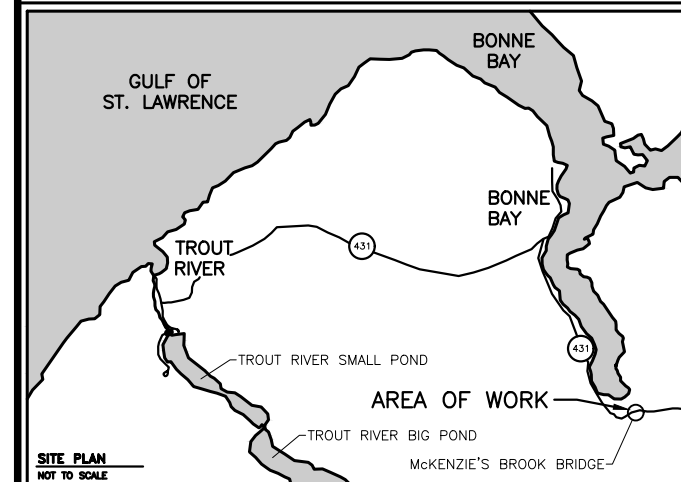 BONNE
BAY
GULF OF
ST. LAWRENCE
BONNE
BAY
TROUT
RIVER
431
431
TROUT RIVER SMALL POND
AREA OF WORK
TROUT RIVER BIG POND
McKENZIE'S BROOK BRIDGE
SITE PLAN
NOT TO SCALE